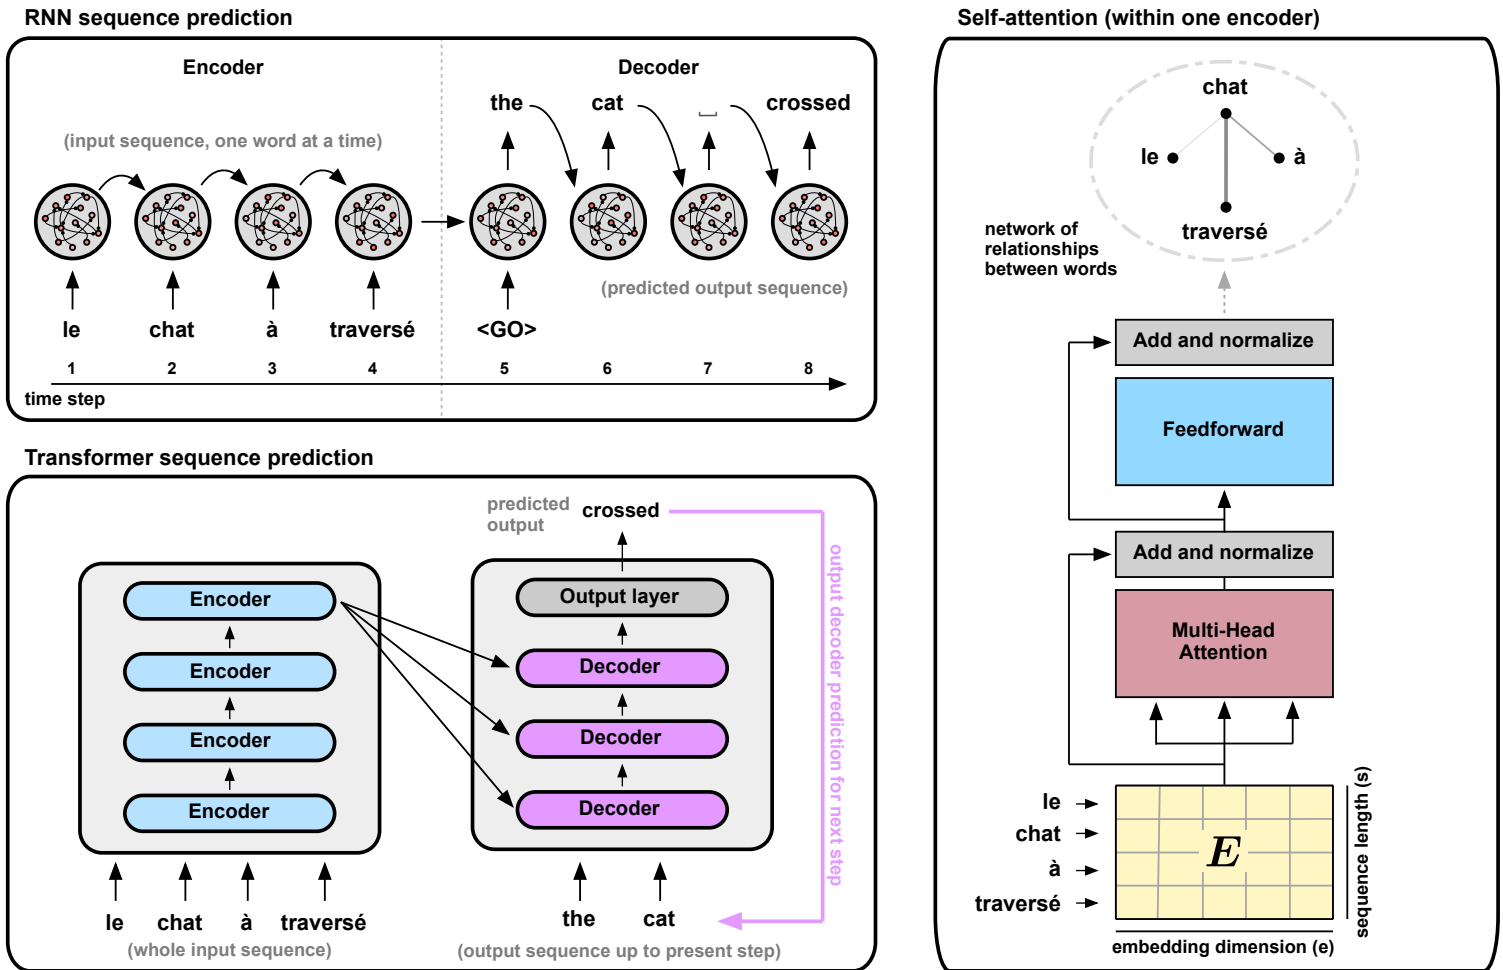 RNN sequence prediction
Encoder
Decoder
the
cat
crossed
(input sequence, one word at a time)
(predicted output sequence)
le
chat
à
traversé
<GO>
1
2
3
4
5
6
7
8
time step
Transformer sequence prediction
predicted
output
crossed
Encoder
Encoder
Encoder
Encoder
Output layer
Decoder
Decoder
Decoder
output decoder prediction for next step
le
chat
à
traversé
(whole input sequence)
the
cat
(output sequence up to present step)
Self-attention (within one encoder)
chat
le
à
traversé
network of
relationships
between words
Add and normalize
Feedforward
Add and normalize
Multi-Head
Attention
le
chat
à
traversé
E
sequence length (s)
embedding dimension (e)